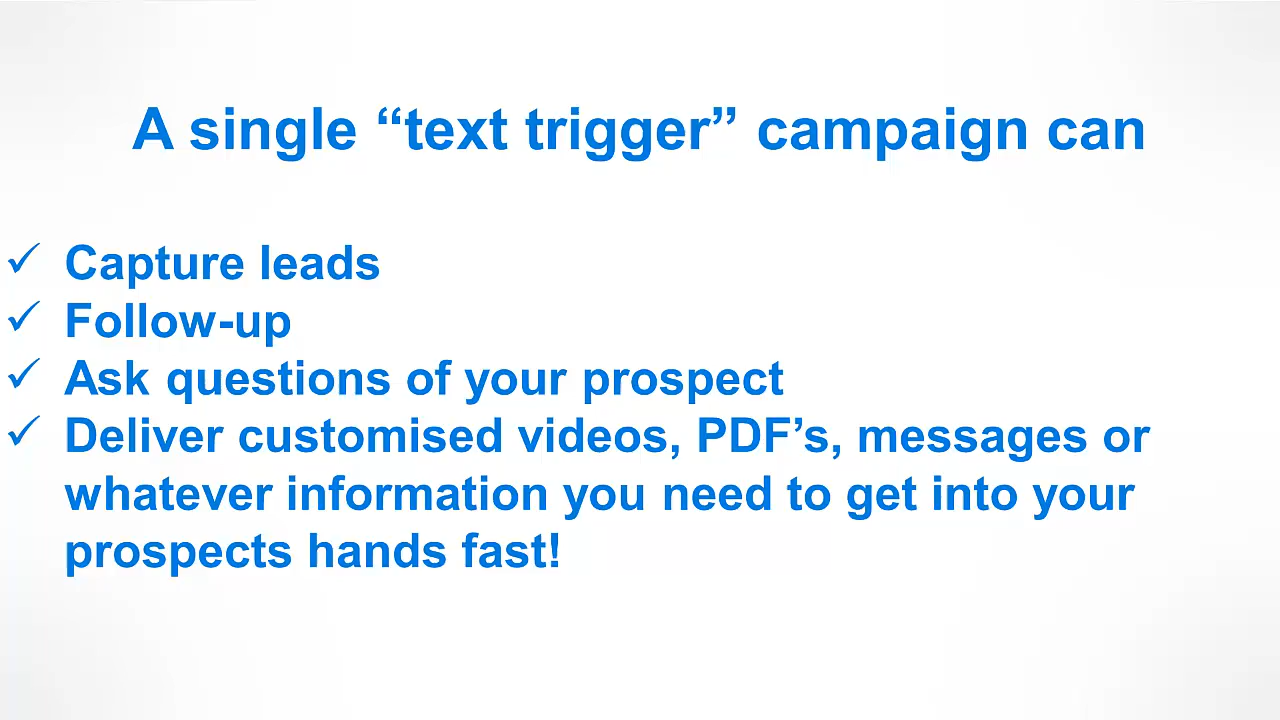 A single “text trigger” campaign can
✓ Capture leads
✓ Follow-up
✓ Ask questions of your prospect
✓ Deliver customised videos, PDF’s, messages or
whatever information you need to get into your
prospects hands fast!